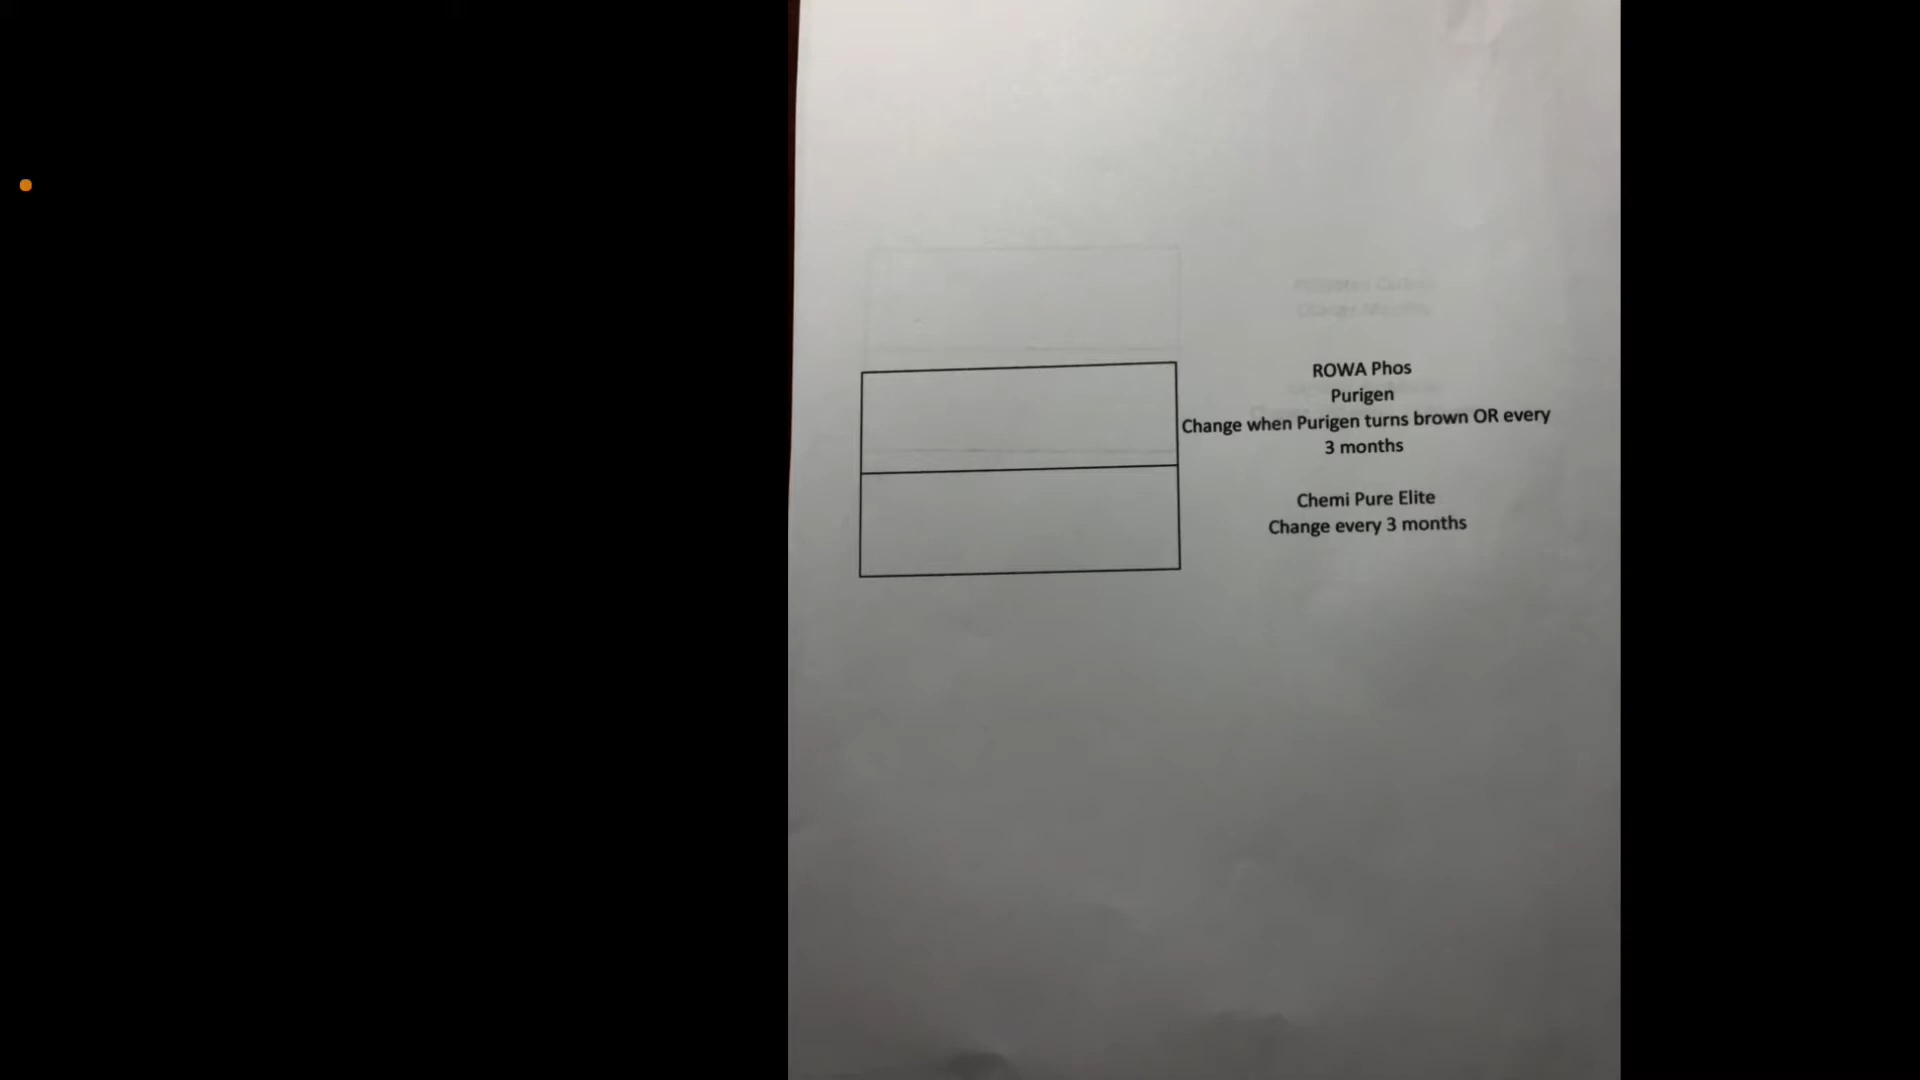 ROWA Phos
Purigen
Change when Purigen turns brown OR every
3 months
Chemi Pure Elite
Change every 3 months